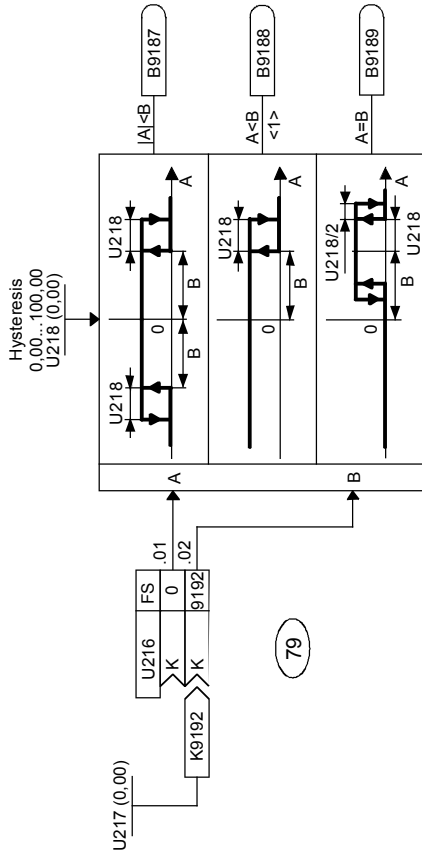 Hysteresis
0,00...100,00
U218 (0,00)
U217 (0,00)
K9192
U216 FS
K 0 .01
K 9192 .02
79
A
B
U218 U218
B 0 B A
|A|<B
B9187
U218
0 B A
A<B
<1>
B9188
U218/2
0 B U218 A
A=B
B9189